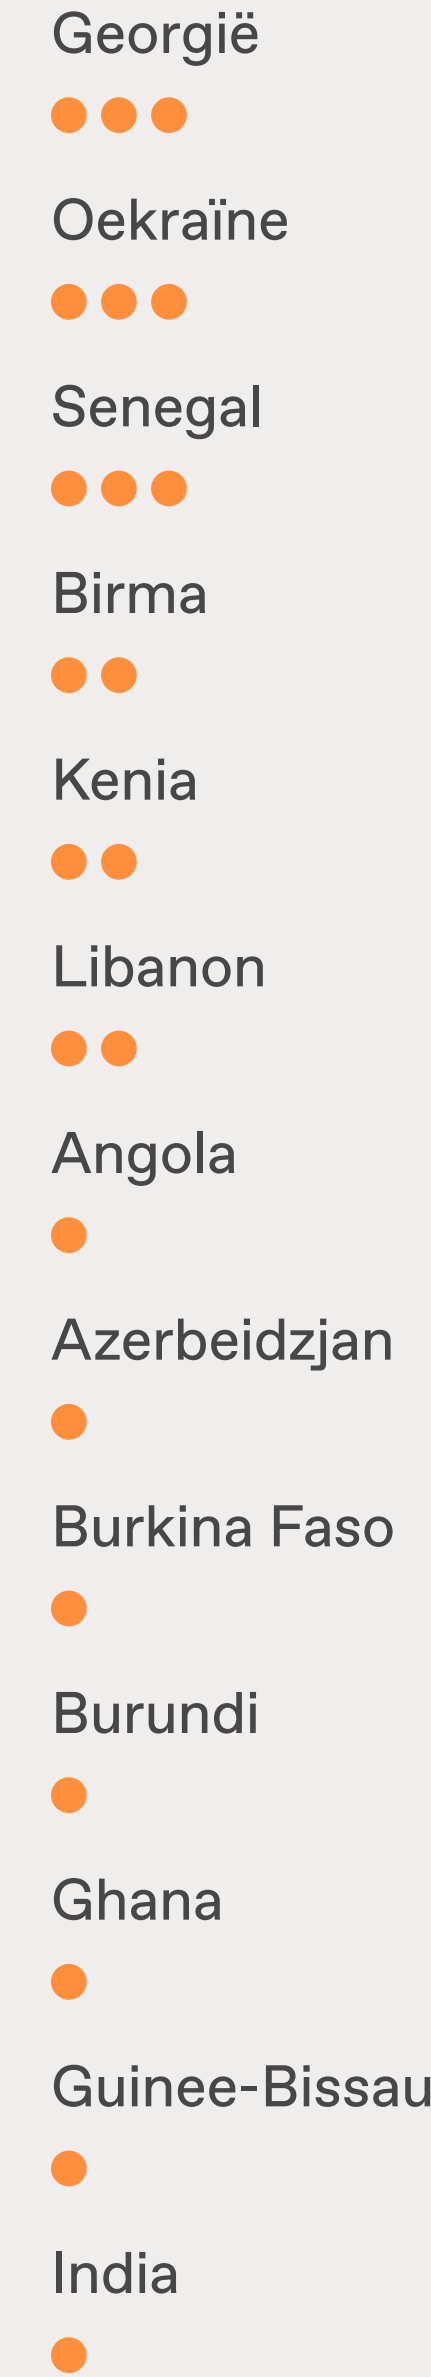 Georgië
Oekraïne
Senegal
Birma
Kenia
Libanon
Angola
Azerbeidzjan
Burkina Faso
Burundi
Ghana
Guinee-Bissau
India